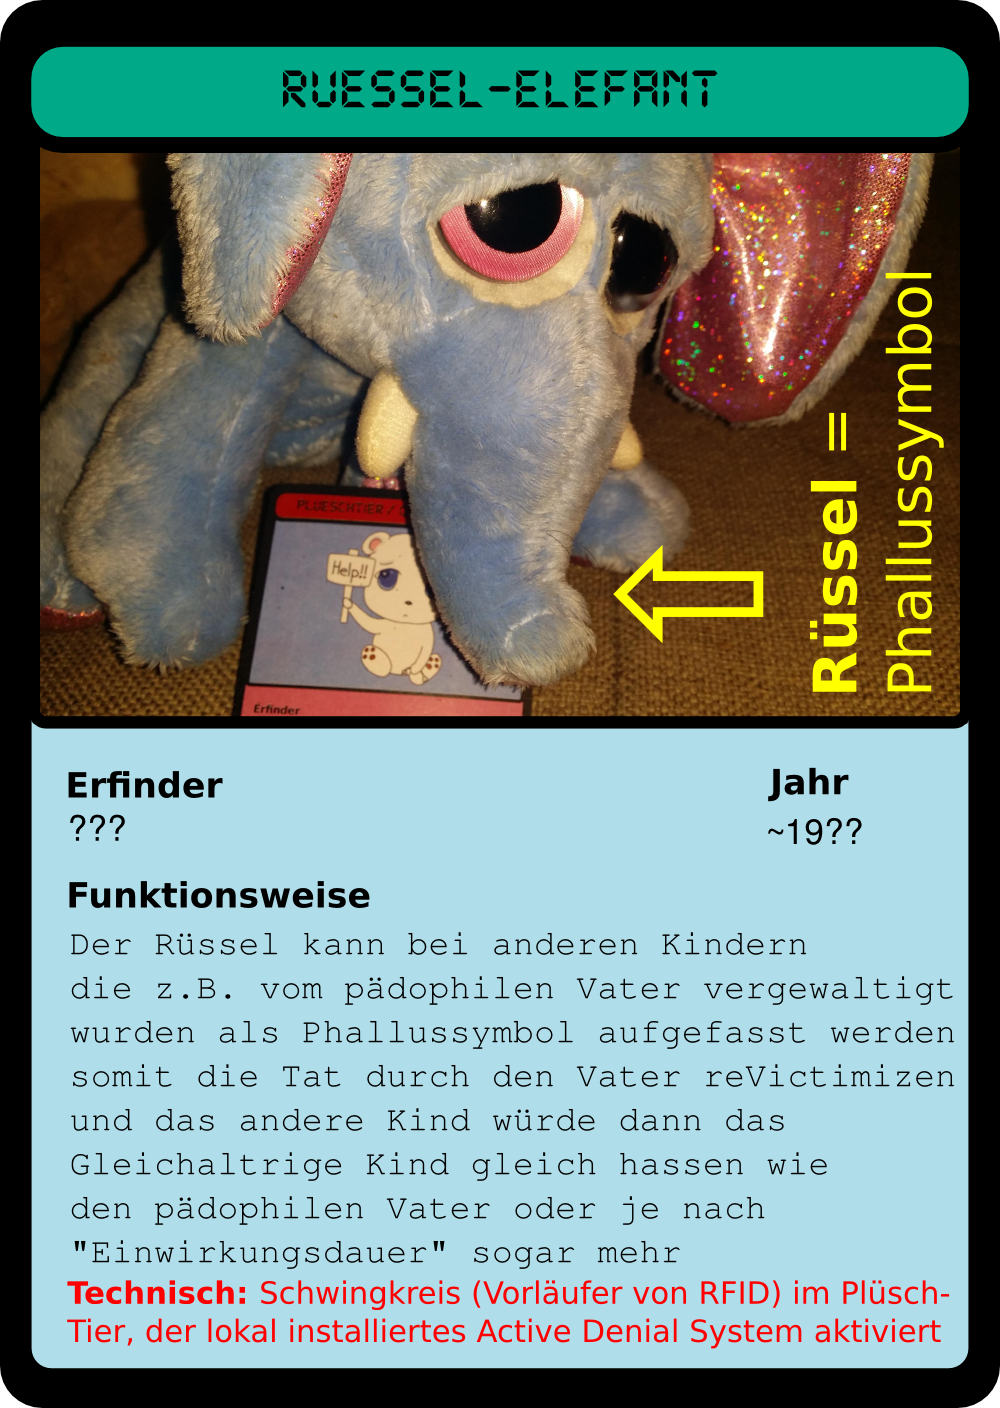 RUESSEL-ELEFANT
PLUESCHTIER /
Help!!
Erfinder
Rüssel =
Phallussymbol
Erfinder
???
Jahr
~19??
Funktionsweise
Der Rüssel kann bei anderen Kindern
die z.B. vom pädophilen Vater vergewaltigt
wurden als Phallussymbol aufgefasst werden
somit die Tat durch den Vater reVictimizen
und das andere Kind würde dann das
Gleichaltrige Kind gleich hassen wie
den pädophilen Vater oder je nach
"Einwirkungsdauer" sogar mehr
Technisch: Schwingkreis (Vorläufer von RFID) im Plüsch-
Tier, der lokal installiertes Active Denial System aktiviert